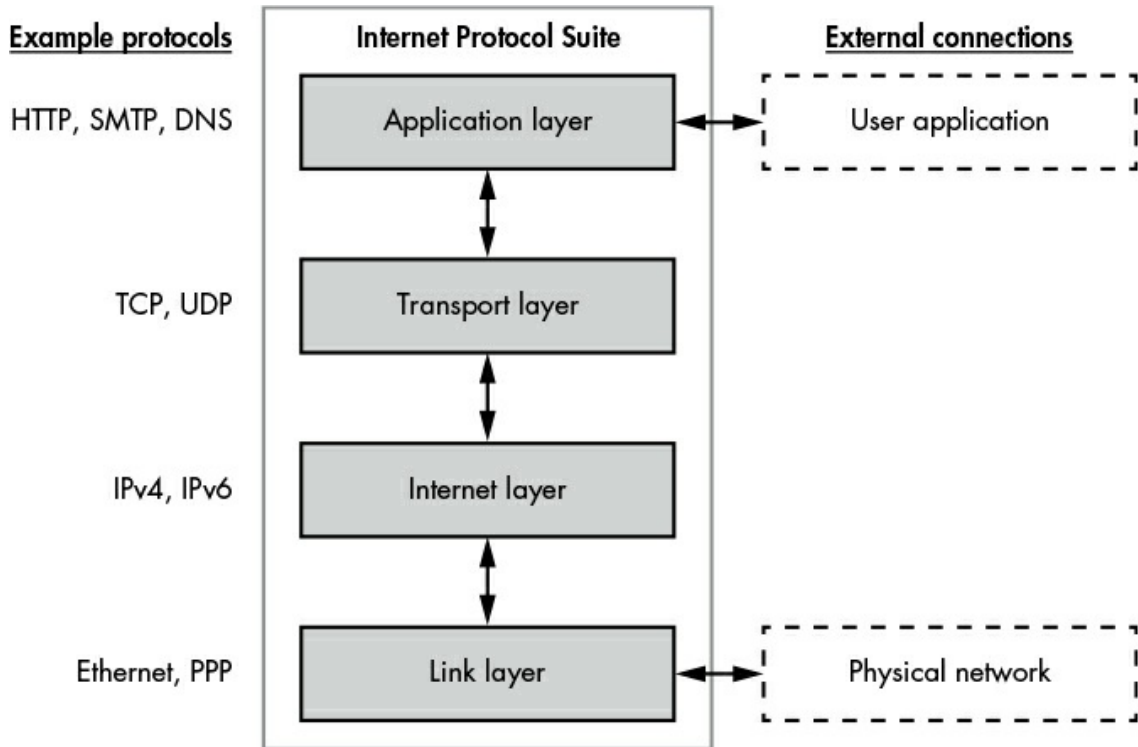 Example protocols
Internet Protocol Suite
External connections
HTTP, SMTP, DNS
Application layer
User application
TCP, UDP
Transport layer
IPv4, IPv6
Internet layer
Ethernet, PPP
Link layer
Physical network